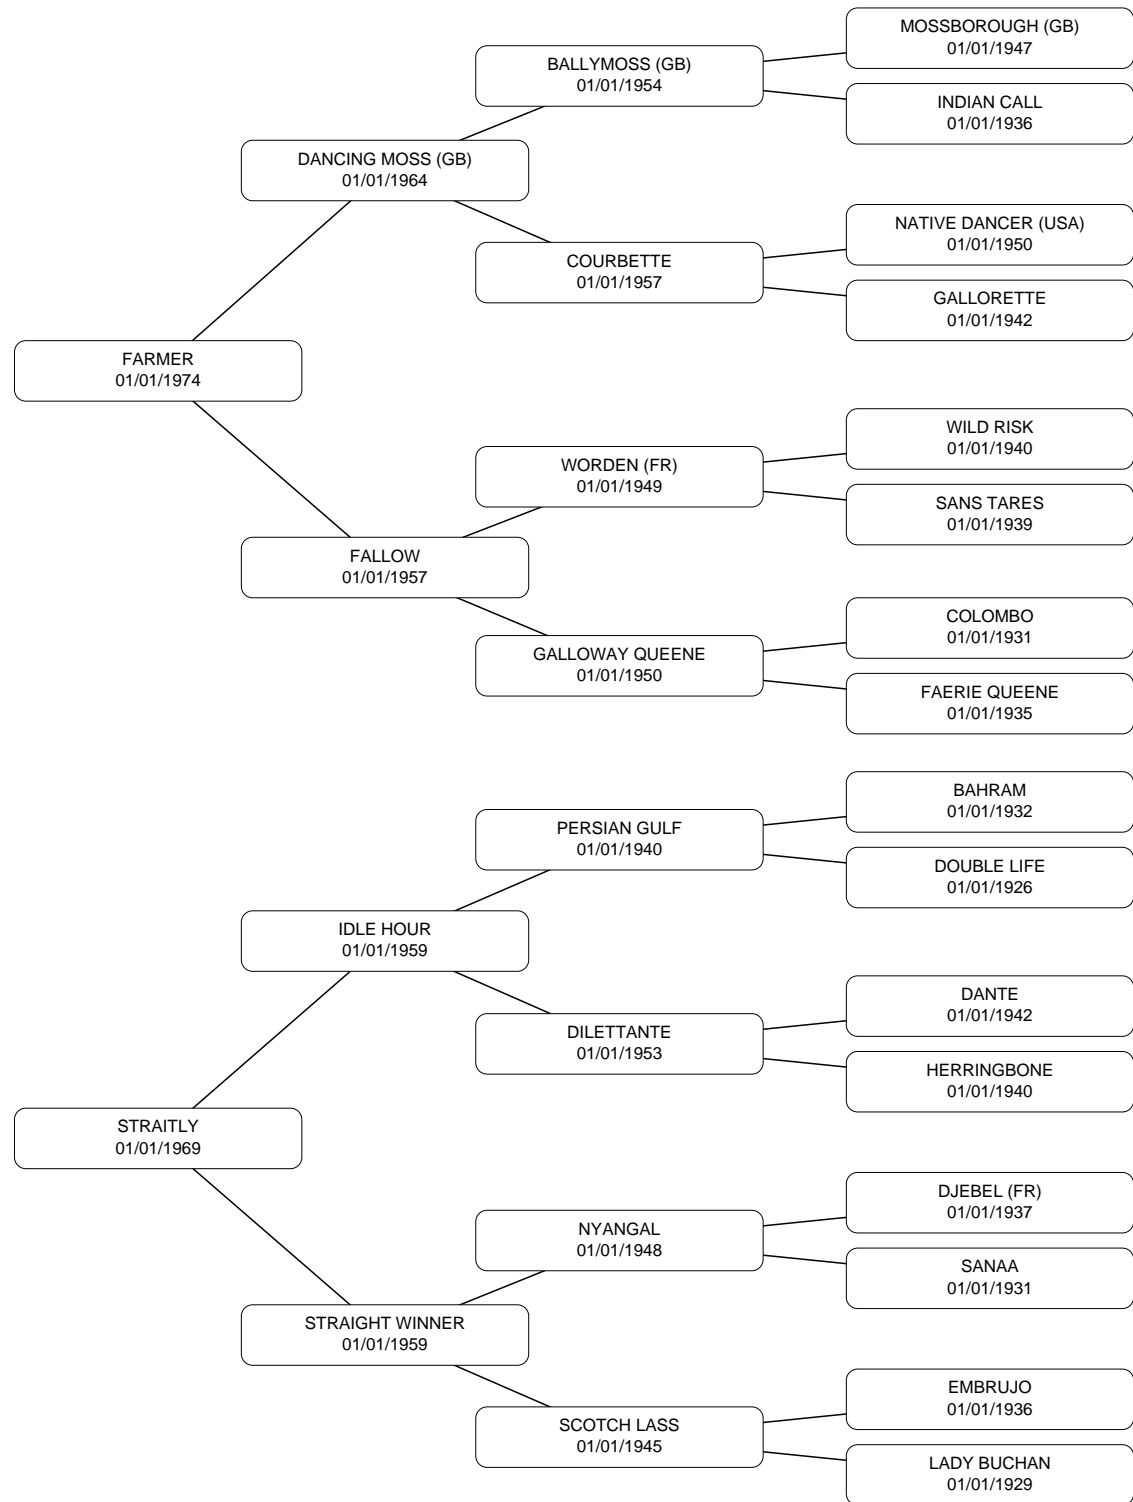 MOSSBOROUGH (GB)
01/01/1947
BALLYMOSS (GB)
01/01/1954
INDIAN CALL
01/01/1936
DANCING MOSS (GB)
01/01/1964
NATIVE DANCER (USA)
01/01/1950
COURBETTE
01/01/1957
GALLORETTE
01/01/1942
FARMER
01/01/1974
WILD RISK
01/01/1940
WORDEN (FR)
01/01/1949
SANS TARES
01/01/1939
FALLOW
01/01/1957
COLOMBO
01/01/1931
GALLOWAY QUEENE
01/01/1950
FAERIE QUEENE
01/01/1935
BAHRAM
01/01/1932
PERSIAN GULF
01/01/1940
DOUBLE LIFE
01/01/1926
IDLE HOUR
01/01/1959
DANTE
01/01/1942
DILETTANTE
01/01/1953
HERRINGBONE
01/01/1940
STRAITLY
01/01/1969
DJEBEL (FR)
01/01/1937
NYANGAL
01/01/1948
SANAA
01/01/1931
STRAIGHT WINNER
01/01/1959
EMBRUJO
01/01/1936
SCOTCH LASS
01/01/1945
LADY BUCHAN
01/01/1929